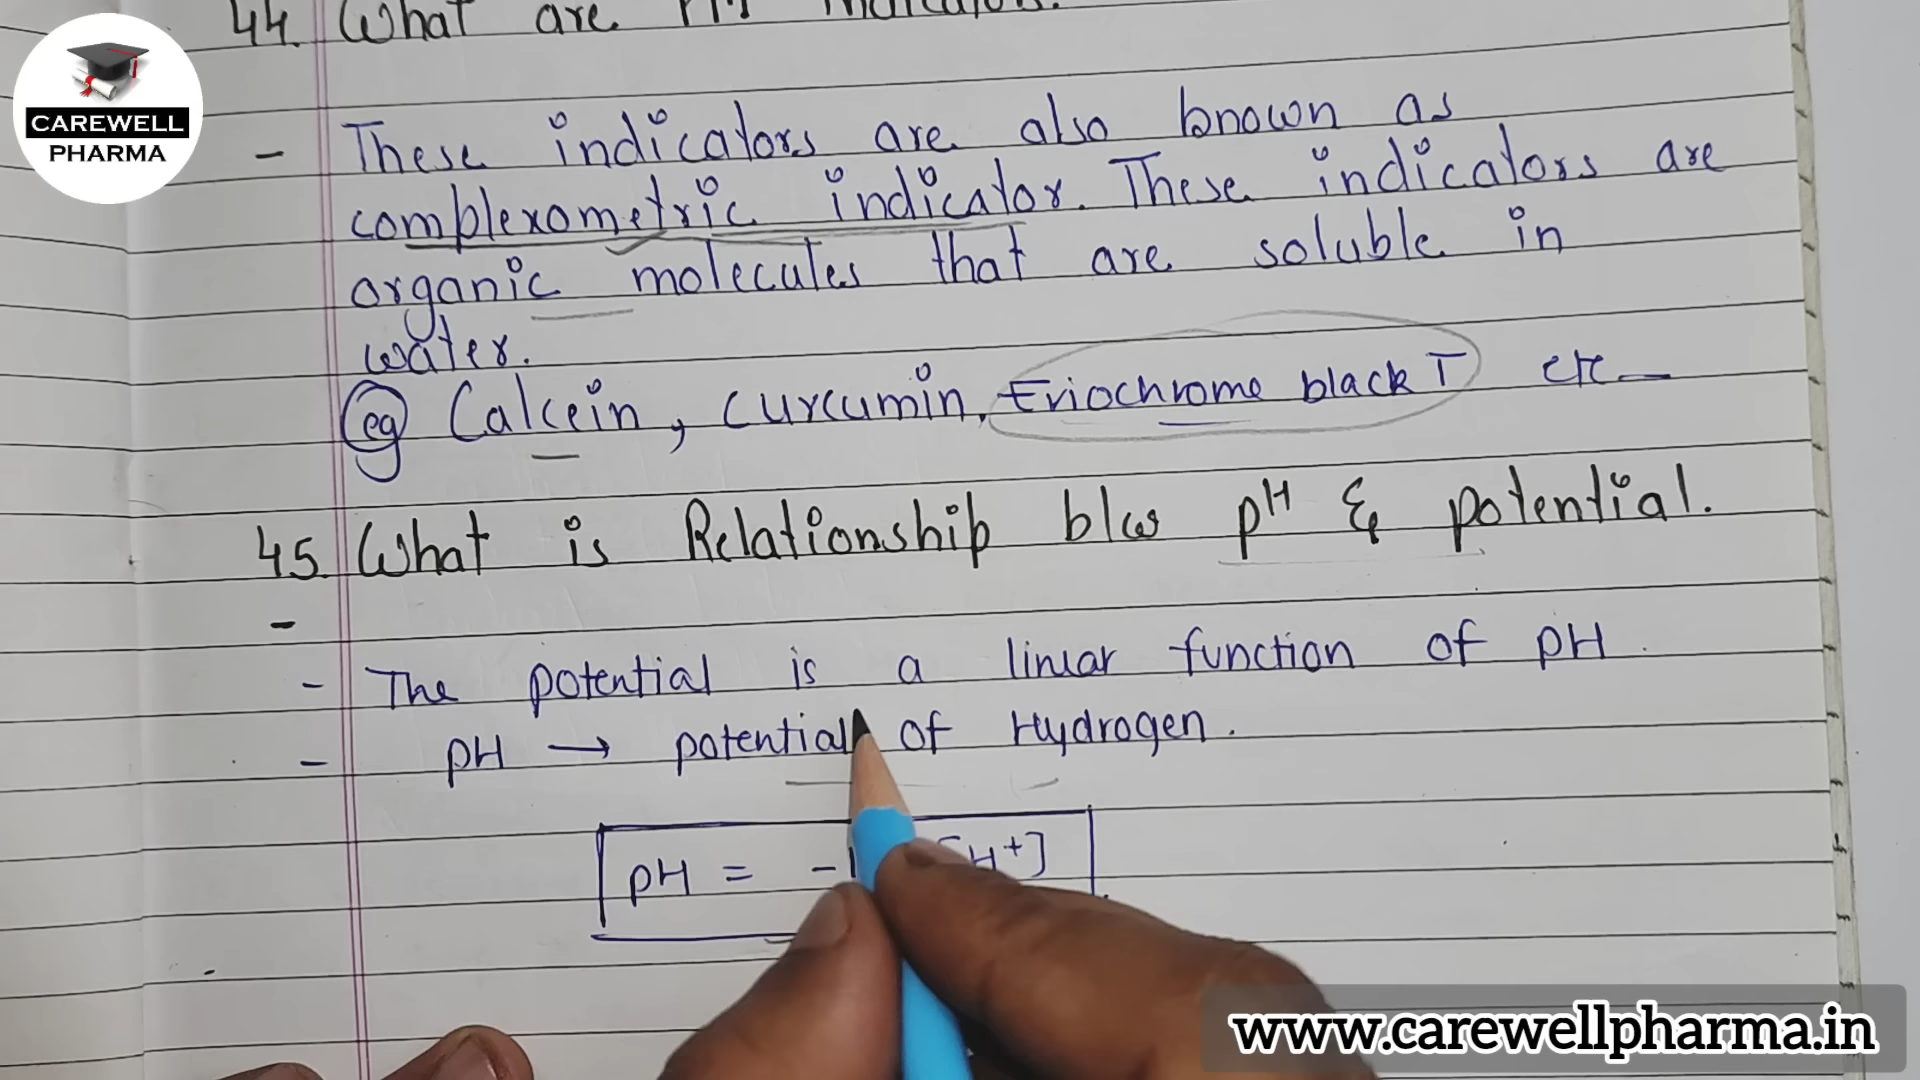 44. What are PM Indicators.
CAREWELL
PHARMA
- These indicators are also known as
complexometric indicator. These indicators are
organic molecules that are soluble in
water.
eg Calcein, curcumin, Eriochrome black T etc
45. What is Relationship b/w pH & potential.
-
- The potential is a linear function of pH.
- pH → potential of Hydrogen.
pH = - [H+]
www.carewellpharma.in